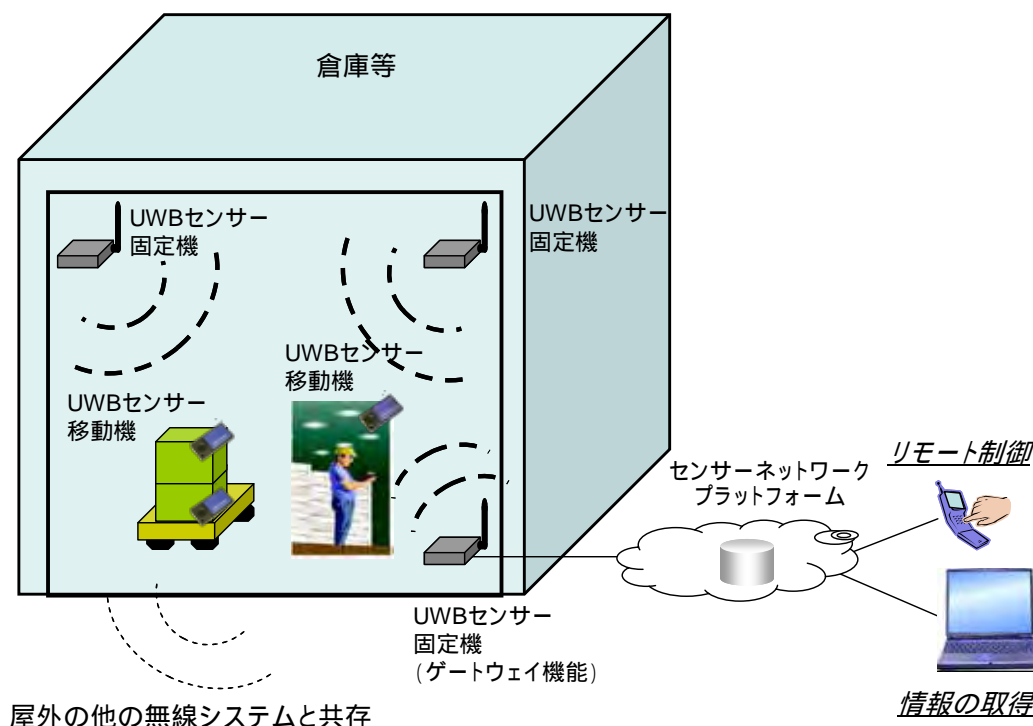 倉庫等
UWBセンサー
固定機
UWBセンサー
固定機
UWBセンサー
移動機
UWBセンサー
移動機
センサーネットワーク
プラットフォーム
リモート制御
UWBセンサー
固定機
(ゲートウェイ機能)
情報の取得
屋外の他の無線システムと共存